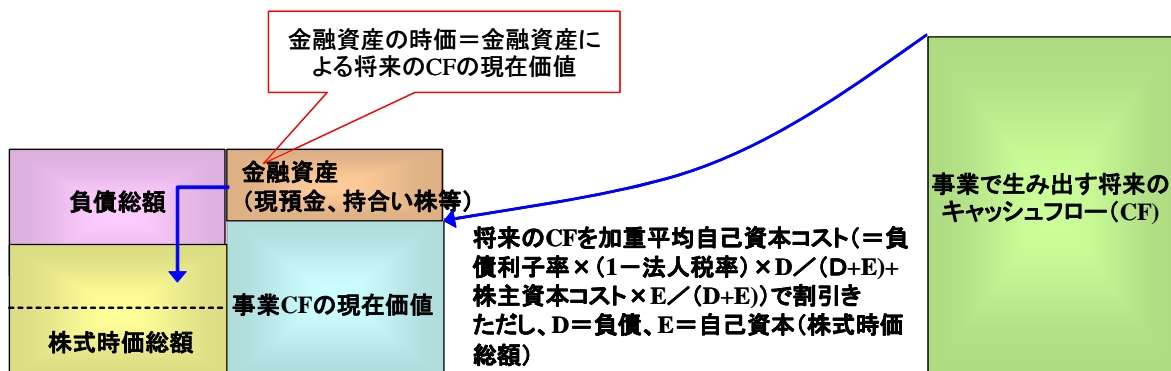 金融資産の時価＝金融資産に
よる将来のCFの現在価値
負債総額
金融資産
（現預金、持合い株等）
株式時価総額
事業CFの現在価値
将来のCFを加重平均自己資本コスト（＝負
債利子率×（1－法人税率）×D／（D+E）+
株主資本コスト×E／（D+E））で割引き
ただし、D＝負債、E＝自己資本（株式時価
総額）
事業で生み出す将来の
キャッシュフロー（CF）